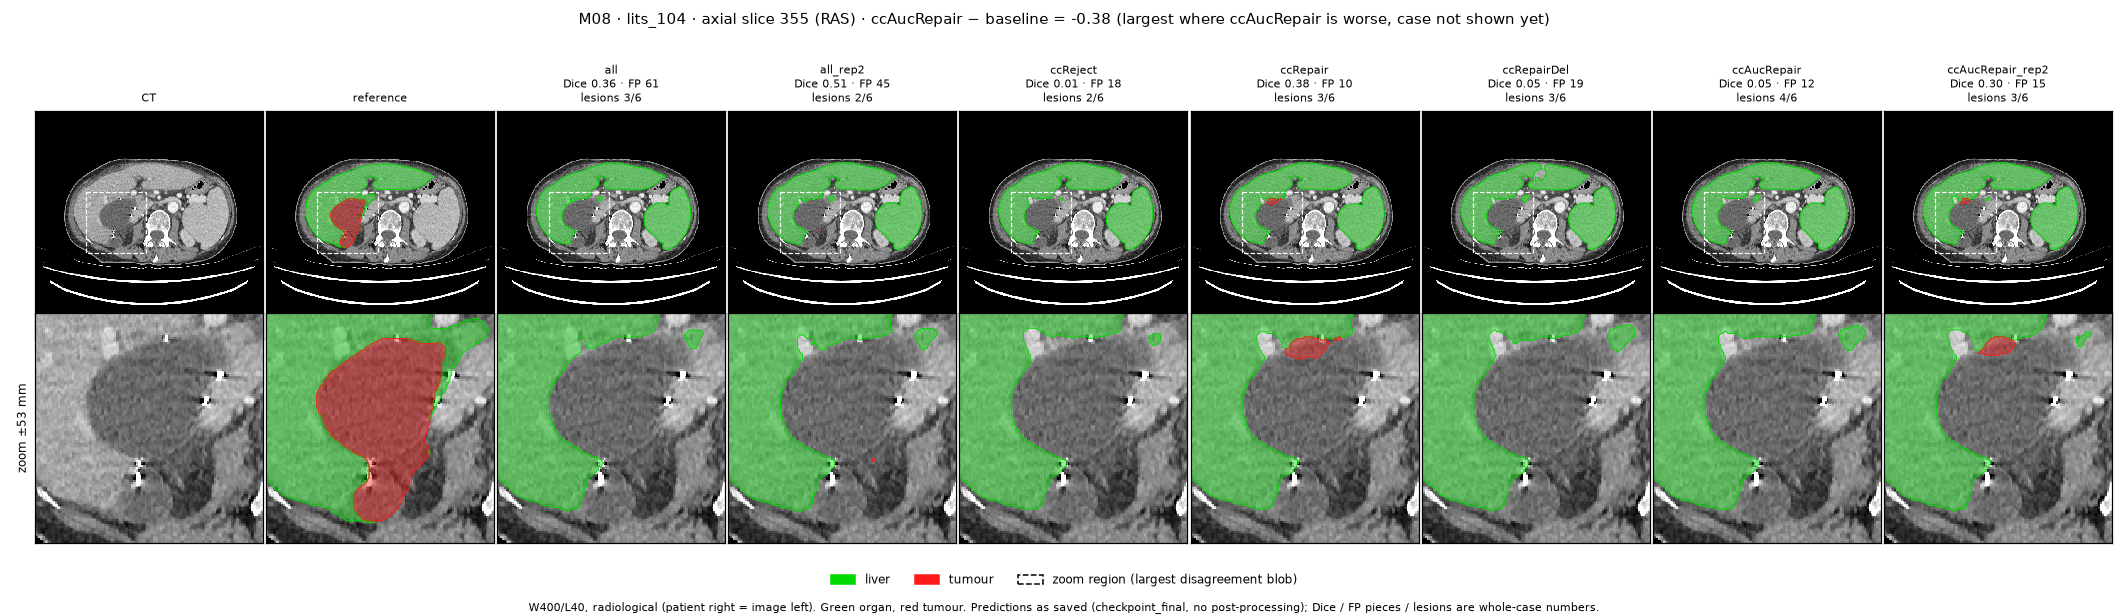 M08 · lits_104 · axial slice 355 (RAS) · ccAucRepair − baseline = -0.38 (largest where ccAucRepair is worse, case not shown yet)
CT
reference
all
Dice 0.36 · FP 61
lesions 3/6
all_rep2
Dice 0.51 · FP 45
lesions 2/6
ccReject
Dice 0.01 · FP 18
lesions 2/6
ccRepair
Dice 0.38 · FP 10
lesions 3/6
ccRepairDel
Dice 0.05 · FP 19
lesions 3/6
ccAucRepair
Dice 0.05 · FP 12
lesions 4/6
ccAucRepair_rep2
Dice 0.30 · FP 15
lesions 3/6
zoom ±53 mm
liver
tumour
zoom region (largest disagreement blob)
W400/L40, radiological (patient right = image left). Green organ, red tumour. Predictions as saved (checkpoint_final, no post-processing); Dice / FP pieces / lesions are whole-case numbers.